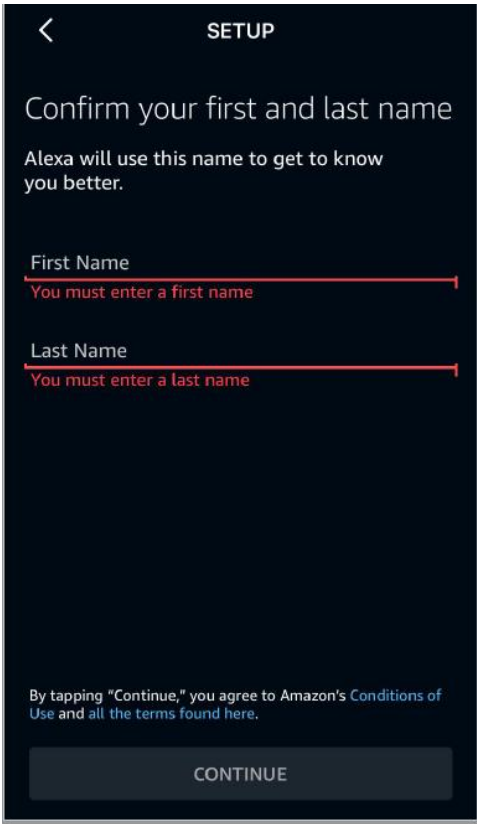 SETUP
Confirm your first and last name
Alexa will use this name to get to know
you better.
First Name
You must enter a first name
Last Name
You must enter a last name
By tapping “Continue,” you agree to Amazon's Conditions of
Use and all the terms found here.
CONTINUE